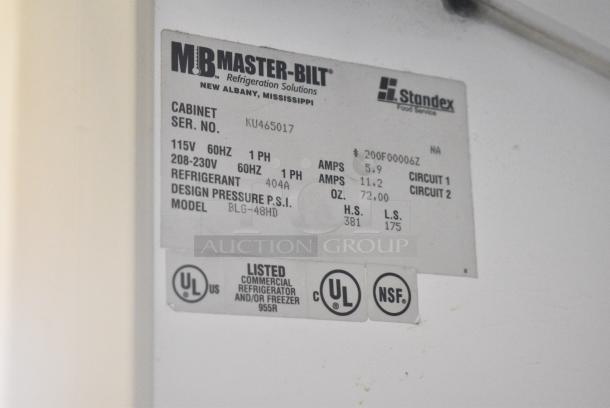 MB MASTER-BILT®
Refrigeration Solutions
NEW ALBANY, MISSISSIPPI
Standex
Food Service
CABINET
SER. NO. KU465017
# 200F00006Z NA
115V 60HZ 1 PH AMPS 5.9 CIRCUIT 1
208-230V 60HZ 1 PH AMPS 11.2 CIRCUIT 2
REFRIGERANT 404A OZ. 72.00
DESIGN PRESSURE P.S.I. H.S. L.S.
MODEL BLG-48HD 381 175
AUCTION GROUP
UL US
LISTED
COMMERCIAL
REFRIGERATOR
AND/OR FREEZER
955R
C UL
NSF®